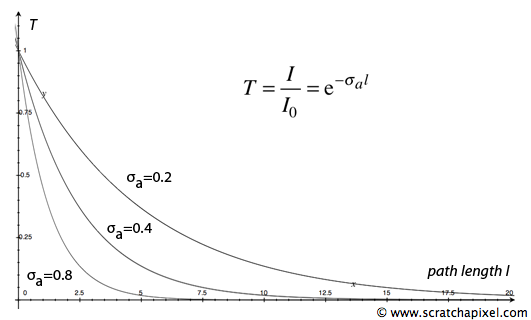 T
1
y
0.75
T = I / I₀ = e^−σₐl
0.5
σₐ=0.2
σₐ=0.4
0.25
σₐ=0.8
path length l
x
0 2.5 5 7.5 10 12.5 15 17.5 20
© www.scratchapixel.com